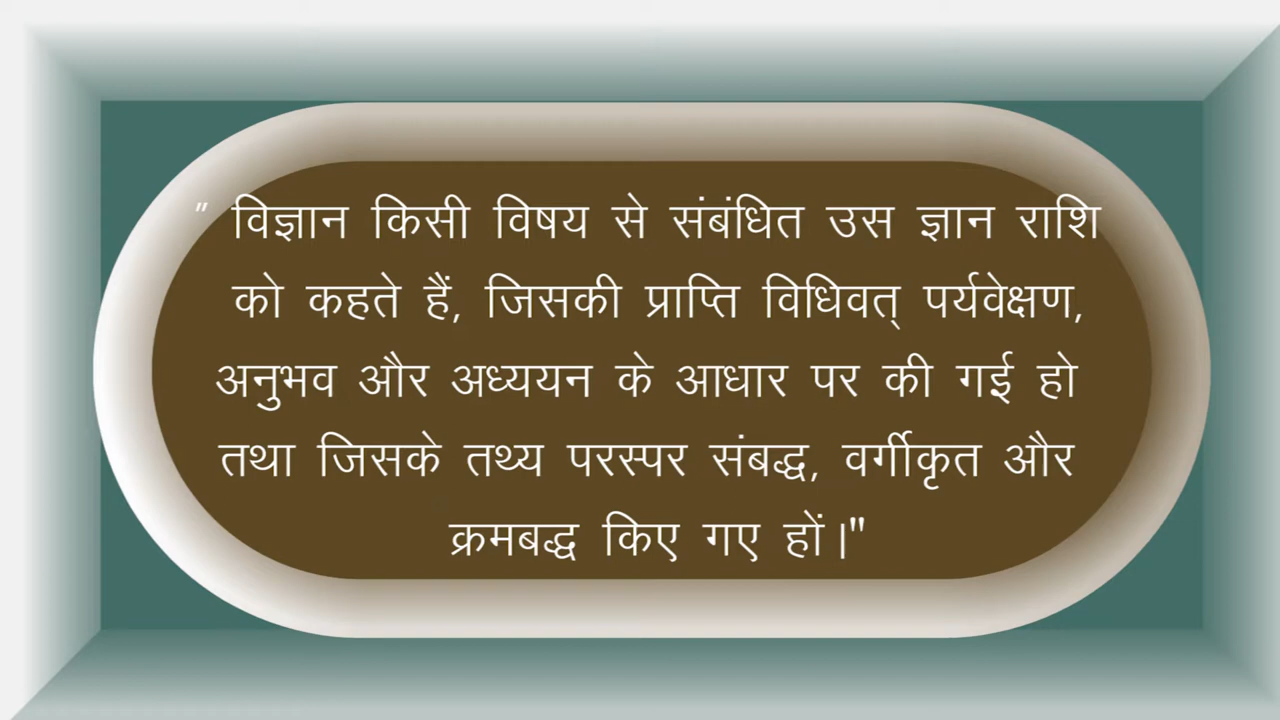 " विज्ञान किसी विषय से संबंधित उस ज्ञान राशि
को कहते हैं, जिसकी प्राप्ति विधिवत् पर्यवेक्षण,
अनुभव और अध्ययन के आधार पर की गई हो
तथा जिसके तथ्य परस्पर संबद्ध, वर्गीकृत और
क्रमबद्ध किए गए हों।"